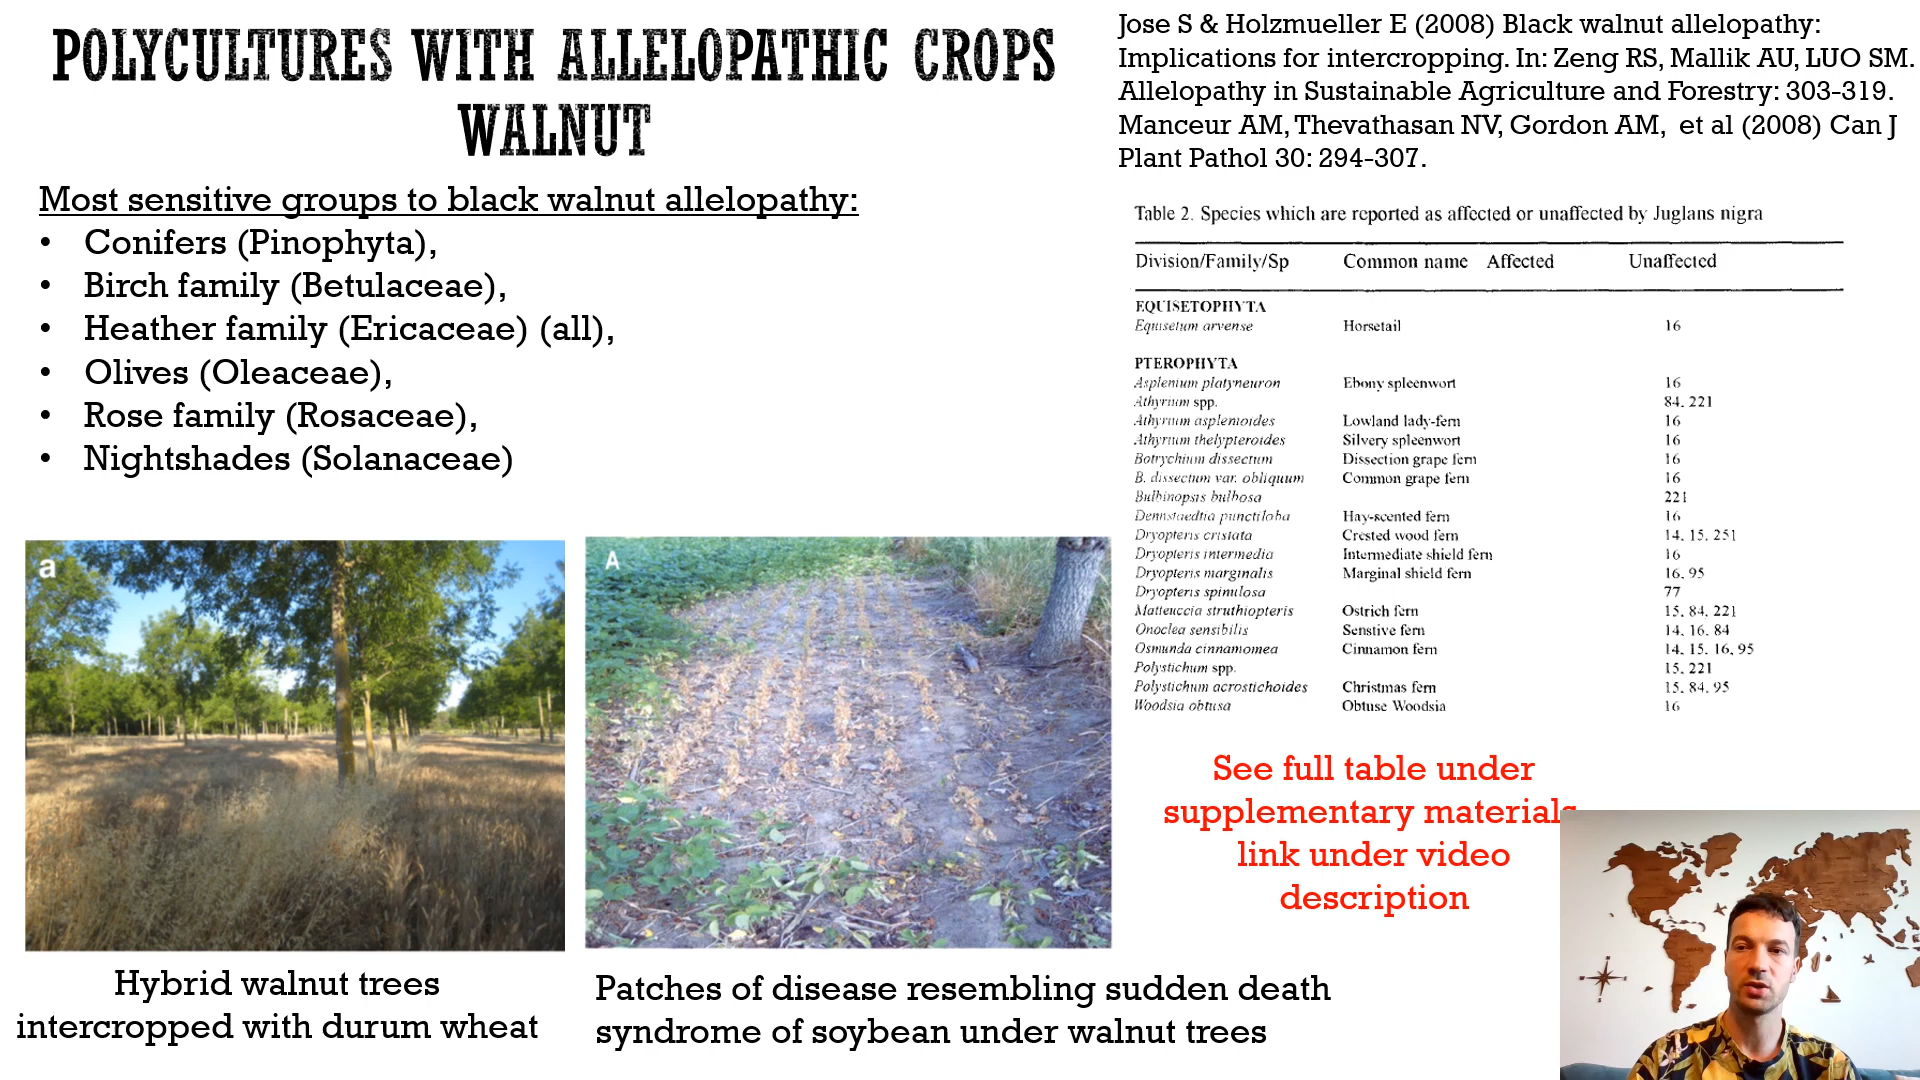 POLYCULTURES WITH ALLELOPATHIC CROPS
WALNUT
Jose S & Holzmueller E (2008) Black walnut allelopathy:
Implications for intercropping. In: Zeng RS, Mallik AU, LUO SM.
Allelopathy in Sustainable Agriculture and Forestry: 303-319.
Manceur AM, Thevathasan NV, Gordon AM, et al (2008) Can J
Plant Pathol 30: 294-307.
Most sensitive groups to black walnut allelopathy:
• Conifers (Pinophyta),
• Birch family (Betulaceae),
• Heather family (Ericaceae) (all),
• Olives (Oleaceae),
• Rose family (Rosaceae),
• Nightshades (Solanaceae)
Table 2. Species which are reported as affected or unaffected by Juglans nigra
Division/Family/Sp Common name Affected Unaffected
EQUISETOPHYTA
Equisetum arvense Horsetail 16
PTEROPHYTA
Asplenium platyneuron Ebony spleenwort 16
Athyrium spp. 84, 221
Athyrium asplenioides Lowland lady-fern 16
Athyrium thelypteroides Silvery spleenwort 16
Botrychium dissectum Dissection grape fern 16
B. dissectum var. obliquum Common grape fern 16
Bulbinopsis bulbosa 221
Dennstaedtia punctiloba Hay-scented fern 16
Dryopteris cristata Crested wood fern 14, 15, 251
Dryopteris intermedia Intermediate shield fern 16
Dryopteris marginalis Marginal shield fern 16, 95
Dryopteris spinulosa 77
Matteuccia struthiopteris Ostrich fern 15, 84, 221
Onoclea sensibilis Senstive fern 14, 16, 84
Osmunda cinnamomea Cinnamon fern 14, 15, 16, 95
Polystichum spp. 15, 221
Polystichum acrostichoides Christmas fern 15, 84, 95
Woodsia obtusa Obtuse Woodsia 16
See full table under
supplementary materials
link under video
description
a
A
Hybrid walnut trees
intercropped with durum wheat
Patches of disease resembling sudden death
syndrome of soybean under walnut trees